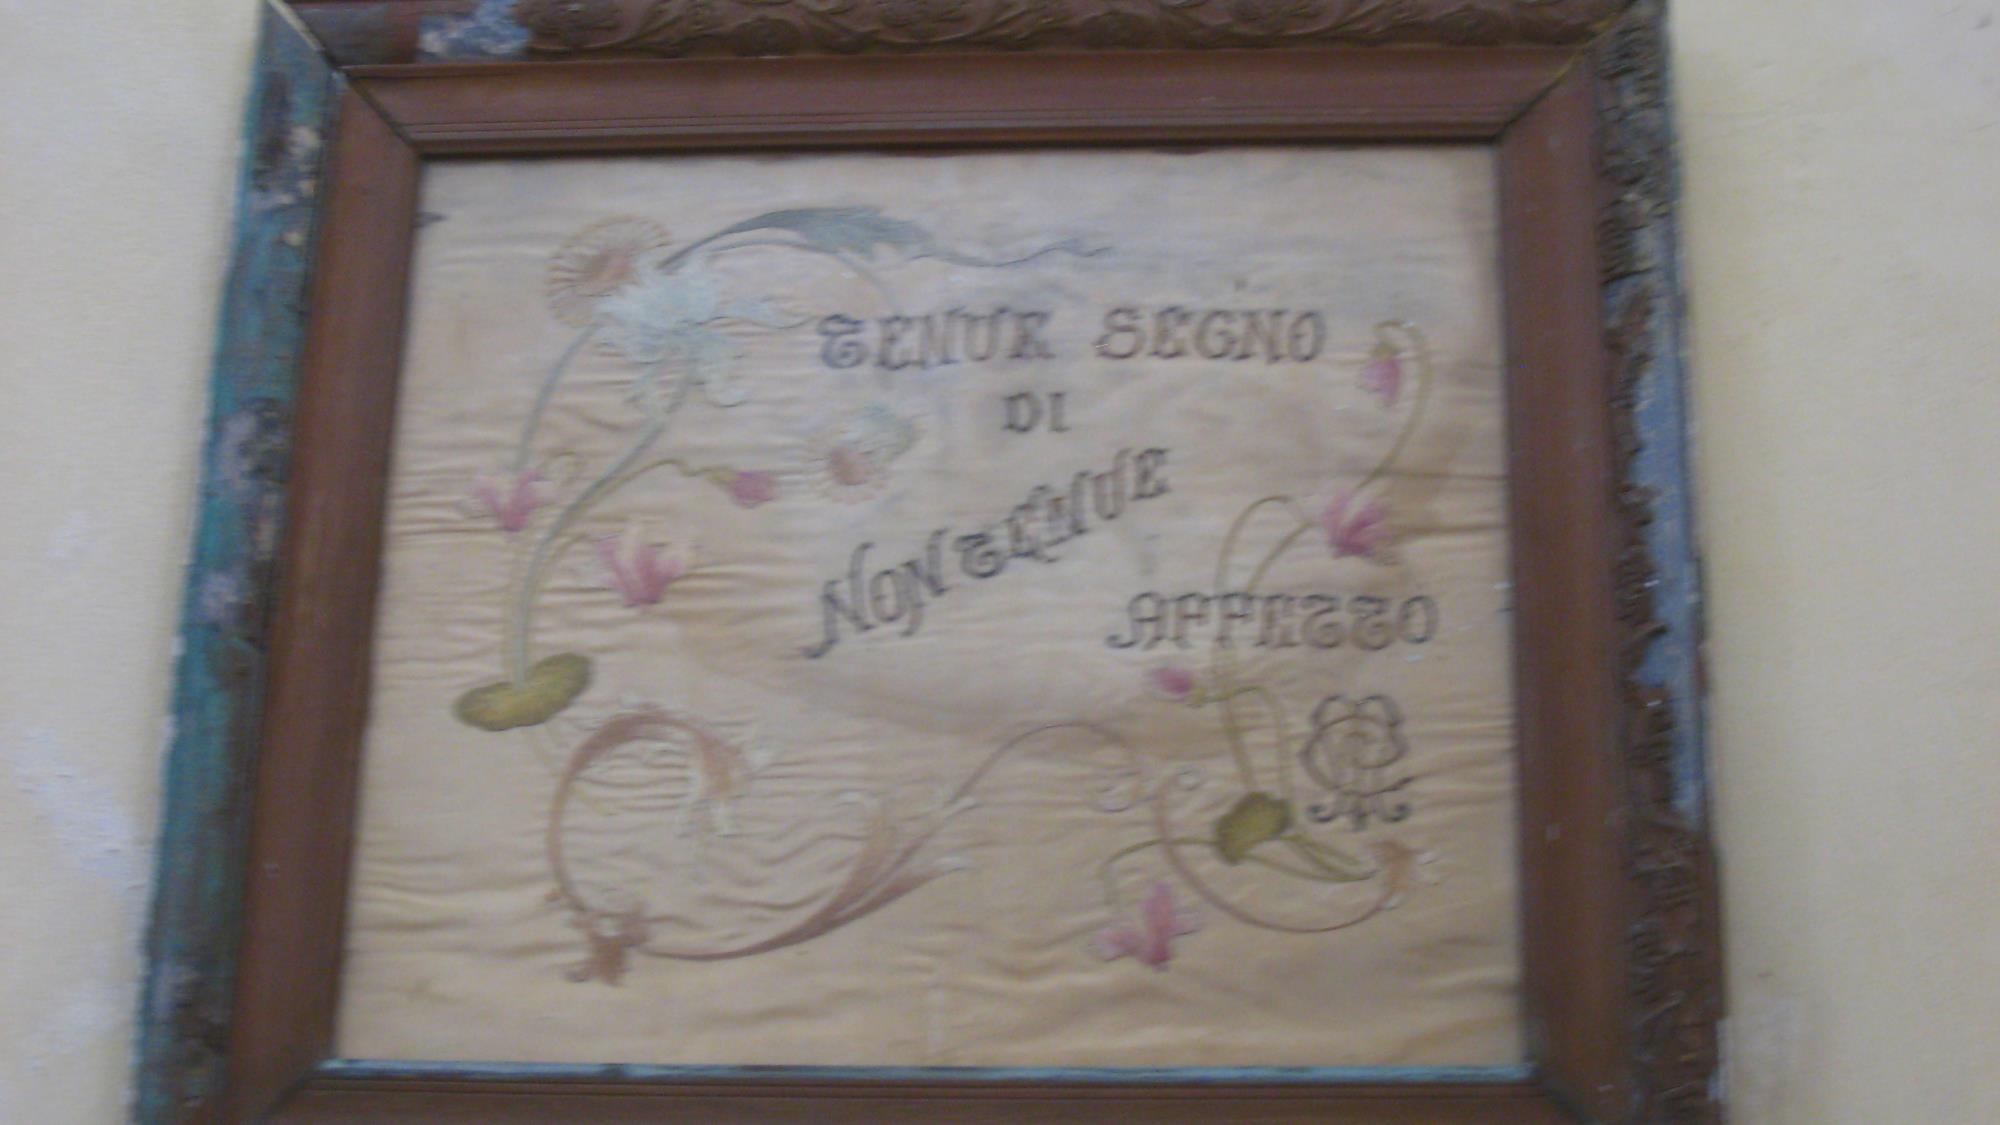 TENUE SEGNO
DI
NON TENUE
AFFETTO